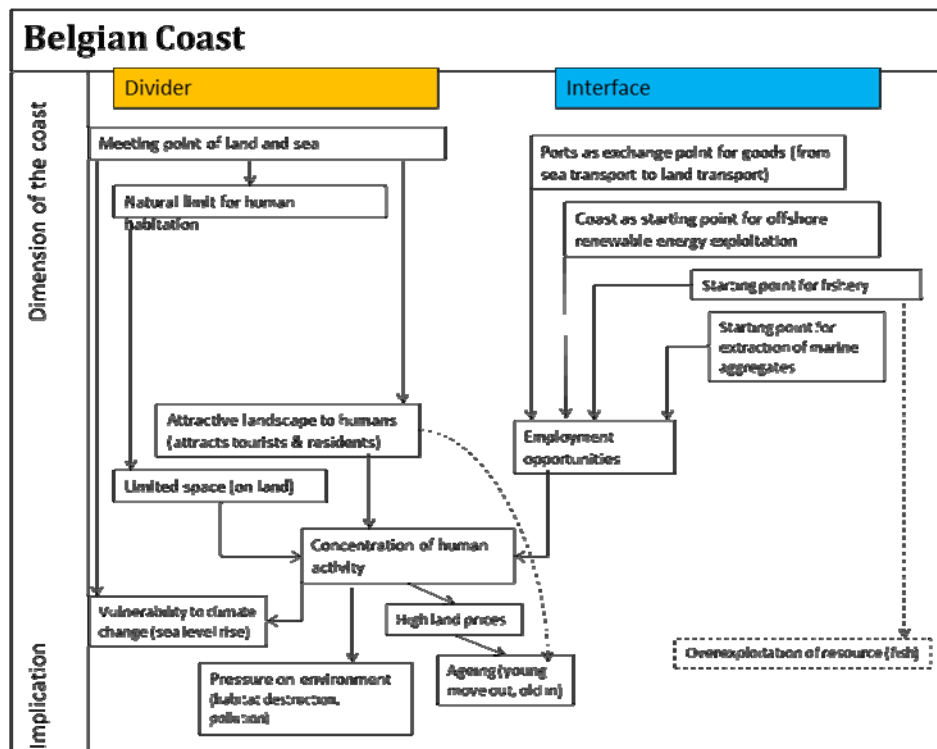 Belgian Coast
Divider
Interface
Dimension of the coast
Meeting point of land and sea
Natural limit for human
habitation
Ports as exchange point for goods (from
sea transport to land transport)
Coast as starting point for offshore
renewable energy exploitation
Starting point for fishery
Starting point for
extraction of marine
aggregates
Attractive landscape to humans
(attracts tourists & residents)
Employment
opportunities
Limited space (on land)
Concentration of human
activity
Implication
Vulnerability to climate
change (sea level rise)
High land prices
Pressure on environment
(habitat destruction,
pollution)
Ageing (young
move out, old in)
Overexploitation of resource (fish)